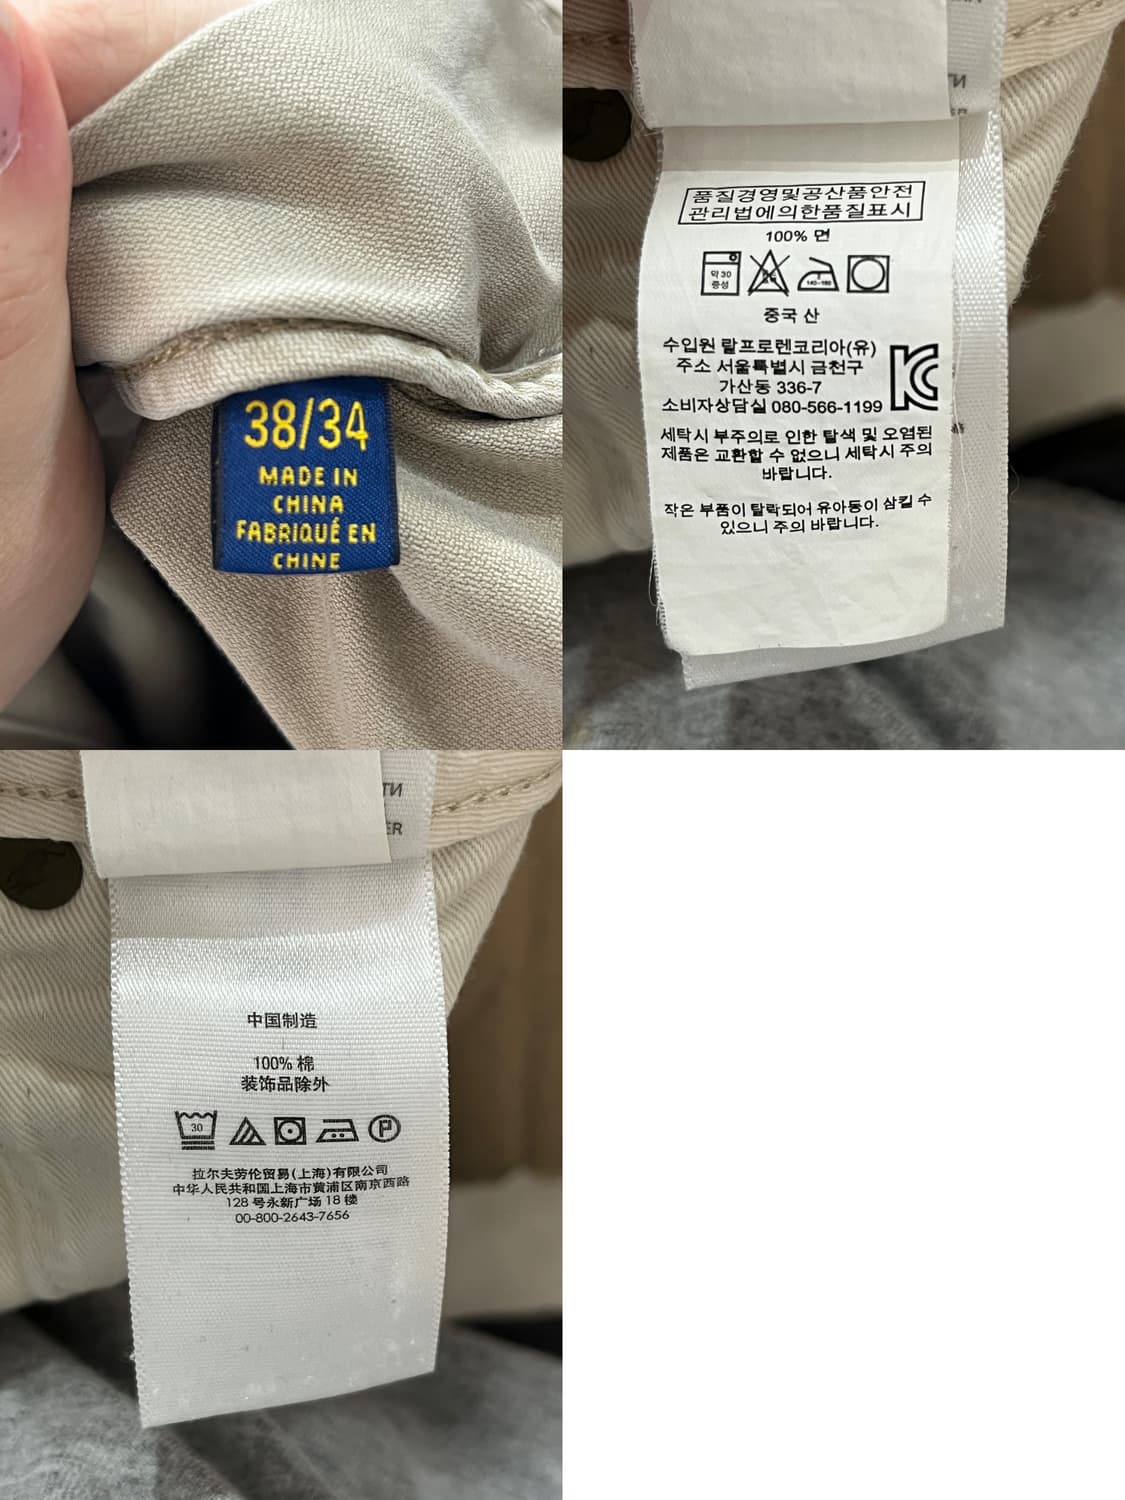 38/34
MADE IN
CHINA
FABRIQUÉ EN
CHINE
품질경영및공산품안전
관리법에의한품질표시
100% 면
약 30
중성
140~160
중국 산
수입원 랄프로렌코리아(유)
주소 서울특별시 금천구
가산동 336-7
소비자상담실 080-566-1199
세탁시 부주의로 인한 탈색 및 오염된
제품은 교환할 수 없으니 세탁시 주의
바랍니다.
작은 부품이 탈락되어 유아동이 삼킬 수
있으니 주의 바랍니다.
中国制造
100% 棉
装饰品除外
30
P
拉尔夫劳伦贸易(上海)有限公司
中华人民共和国上海市黄浦区南京西路
128 号永新广场 18 楼
00-800-2643-7656